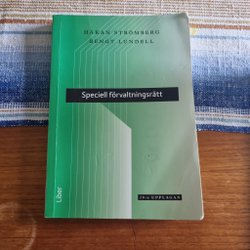 HÅKAN STRÖMBERG
BENGT LUNDELL
Speciell förvaltningsrätt
Liber
:e UPPLAGAN